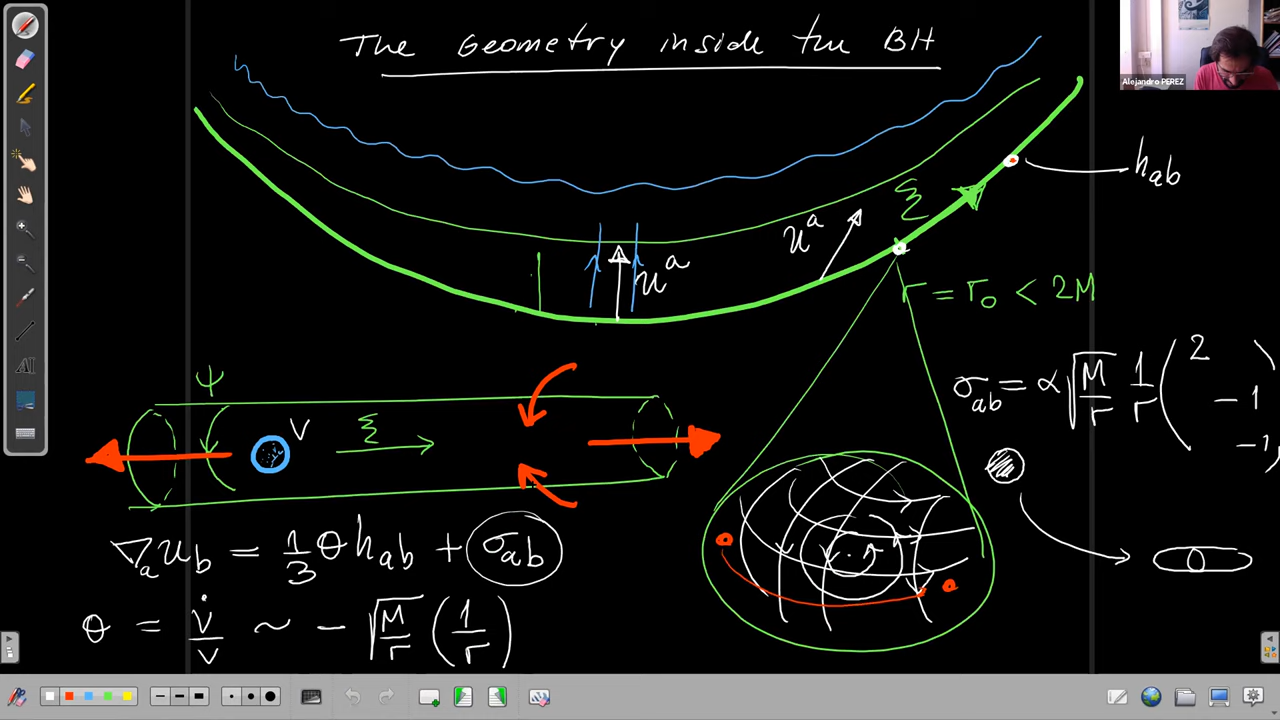 The Geometry inside the BH
Alejandro PEREZ
h_ab
ξ
u^a
u^a
r = r_0 < 2M
ψ
V
ξ
σ_ab = α √(M/r) 1/r ( 2 -1 -1 )
∇_a u_b = 1/3 θ h_ab + σ_ab
θ = V̇/V ~ - √(M/r) (1/r)
AI